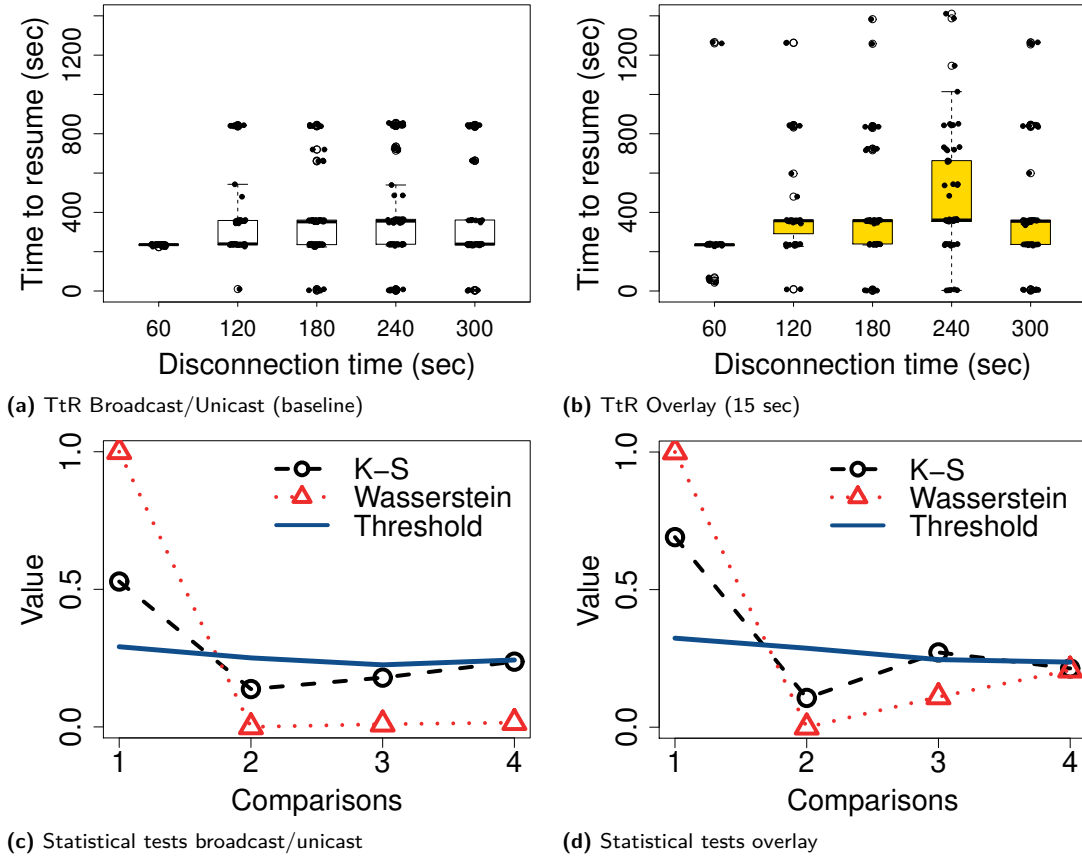 Time to resume (sec)
0 400 800 1200
60 120 180 240 300
Disconnection time (sec)
(a) TtR Broadcast/Unicast (baseline)
Time to resume (sec)
0 400 800 1200
60 120 180 240 300
Disconnection time (sec)
(b) TtR Overlay (15 sec)
Value
0.0 0.5 1.0
K−S
Wasserstein
Threshold
1 2 3 4
Comparisons
(c) Statistical tests broadcast/unicast
Value
0.0 0.5 1.0
K−S
Wasserstein
Threshold
1 2 3 4
Comparisons
(d) Statistical tests overlay